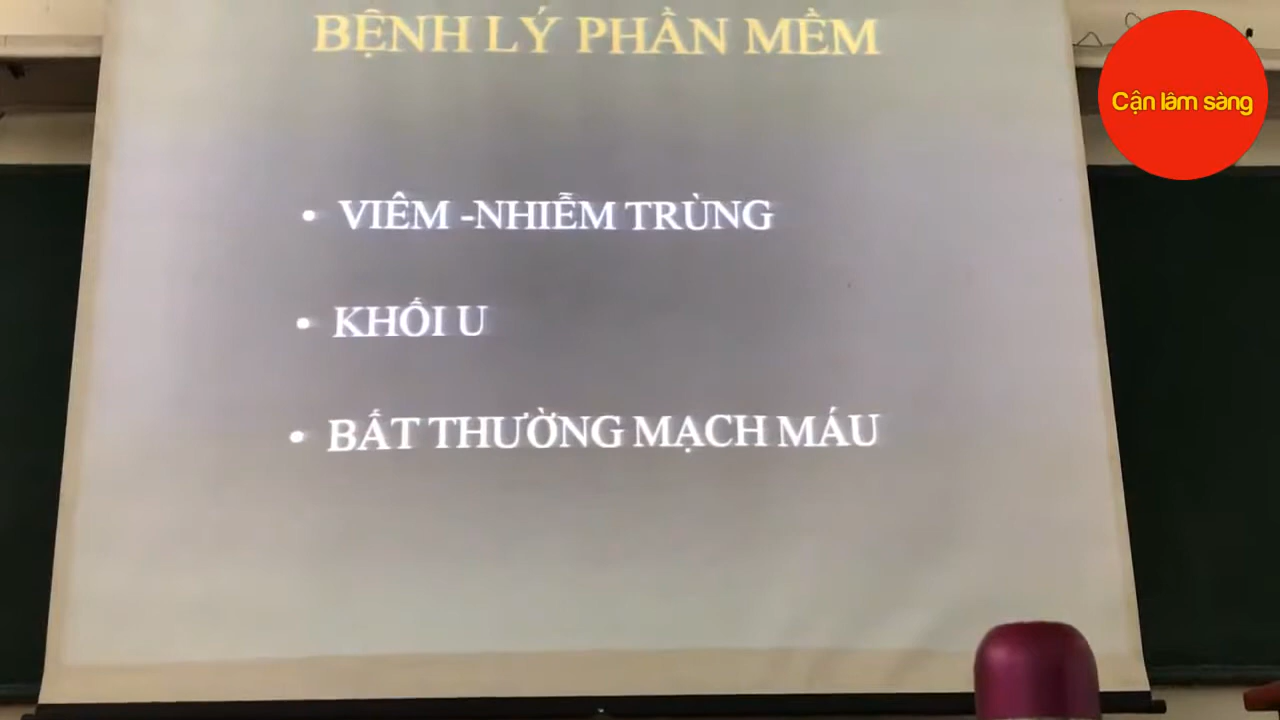 BỆNH LÝ PHẦN MỀM
Cận lâm sàng
• VIÊM -NHIỄM TRÙNG
• KHỐI U
• BẤT THƯỜNG MẠCH MÁU